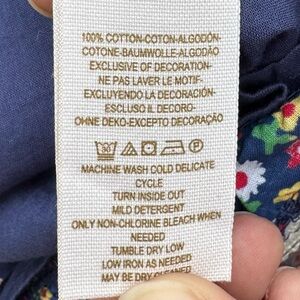 100% COTTON-COTON-ALGODÓN-
COTONE-BAUMWOLLE-ALGODÃO
EXCLUSIVE OF DECORATION-
NE PAS LAVER LE MOTIF-
EXCLUYENDO LA DECORACIÓN-
ESCLUSO IL DECORO-
OHNE DEKO-EXCEPTO DECORAÇÃO
MACHINE WASH COLD DELICATE
CYCLE
TURN INSIDE OUT
MILD DETERGENT
ONLY NON-CHLORINE BLEACH WHEN
NEEDED
TUMBLE DRY LOW
LOW IRON AS NEEDED
MAY BE DRY CLEANED